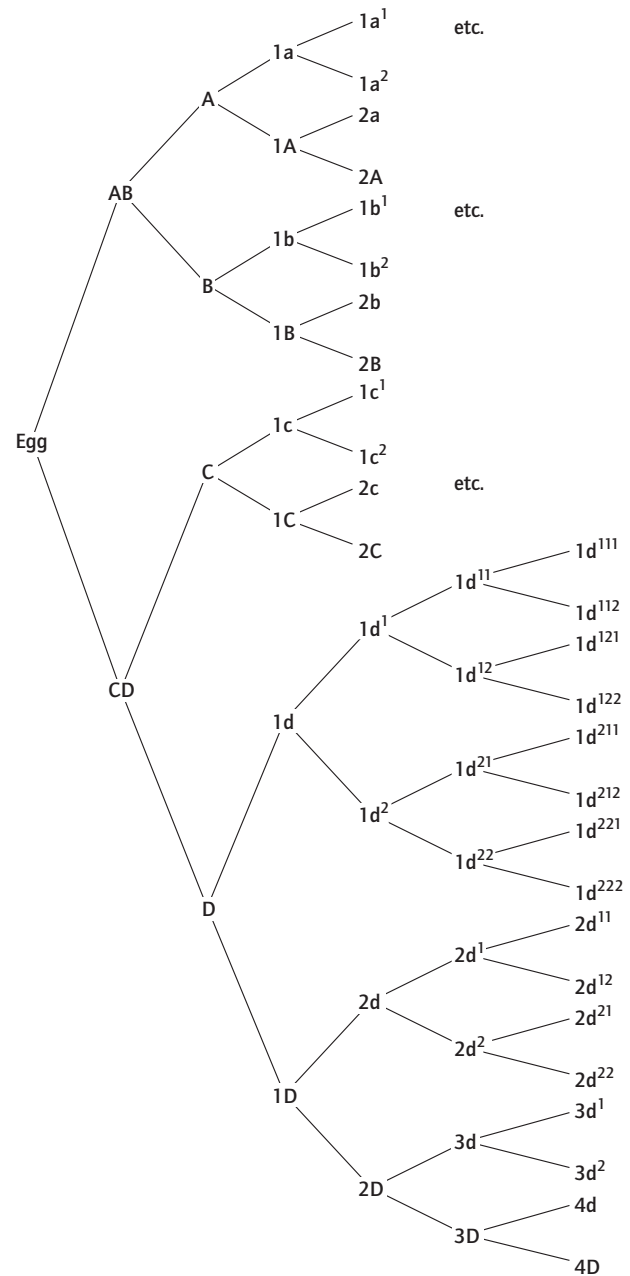 1a¹ etc.
1a
1a²
A
2a
1A
2A
AB
1b¹ etc.
1b
1b²
B
2b
1B
2B
1c¹
1c
Egg
1c²
C
2c etc.
1C
2C
1d¹¹¹
1d¹¹
1d¹¹²
1d¹
1d¹²¹
1d¹²
CD
1d¹²²
1d
1d²¹¹
1d²¹
1d²¹²
1d²
1d²²¹
1d²²
1d²²²
D
2d¹¹
2d¹
2d¹²
2d
2d²¹
2d²
2d²²
1D
3d¹
3d
3d²
2D
4d
3D
4D